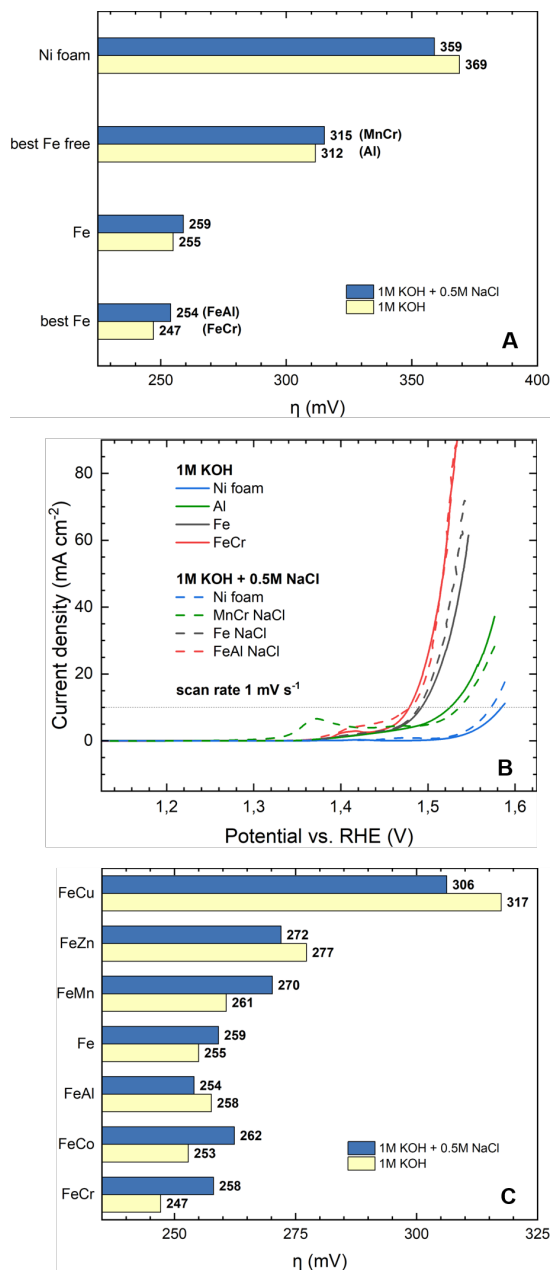 Ni foam
359
369
best Fe free
315 (MnCr)
312 (Al)
Fe
259
255
best Fe
254 (FeAl)
247 (FeCr)
1M KOH + 0.5M NaCl
1M KOH
A
250 300 350 400
η (mV)
Current density (mA cm⁻²)
80
60
40
20
10
0
1M KOH
Ni foam
Al
Fe
FeCr
1M KOH + 0.5M NaCl
Ni foam
MnCr NaCl
Fe NaCl
FeAl NaCl
scan rate 1 mV s⁻¹
B
1,2 1,3 1,4 1,5 1,6
Potential vs. RHE (V)
FeCu
306
317
FeZn
272
277
FeMn
270
261
Fe
259
255
FeAl
254
258
FeCo
262
253
FeCr
258
247
1M KOH + 0.5M NaCl
1M KOH
C
250 275 300 325
η (mV)